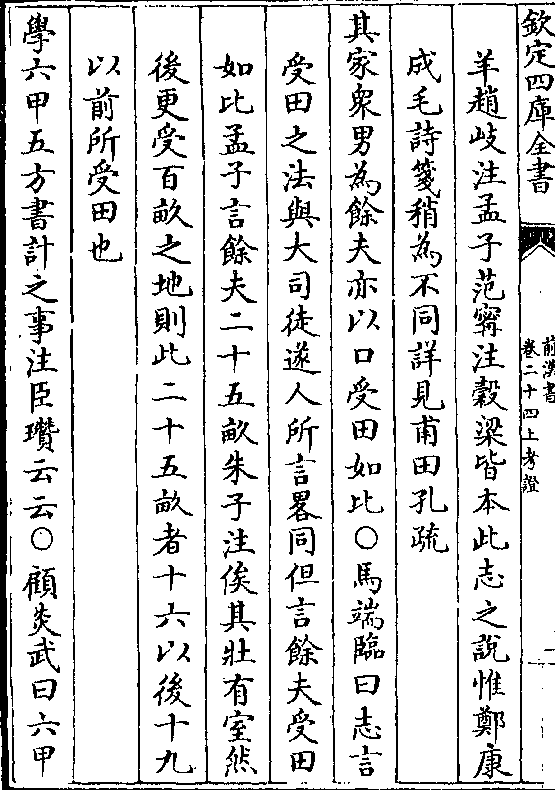 欽定四庫全書
前漢書
卷二十四上考證
羊趙岐注孟子范甯注穀梁皆本此志之說惟鄭康
成毛詩箋稍為不同詳見甫田孔疏
其家衆男為餘夫亦以口受田如比○馬端臨曰志言
受田之法與大司徒遂人所言畧同但言餘夫受田
如比孟子言餘夫二十五畝朱子注俟其壯有室然
後更受百畝之地則此二十五畝者十六以後十九
以前所受田也
學六甲五方書計之事注臣瓚云云○顧炎武曰六甲